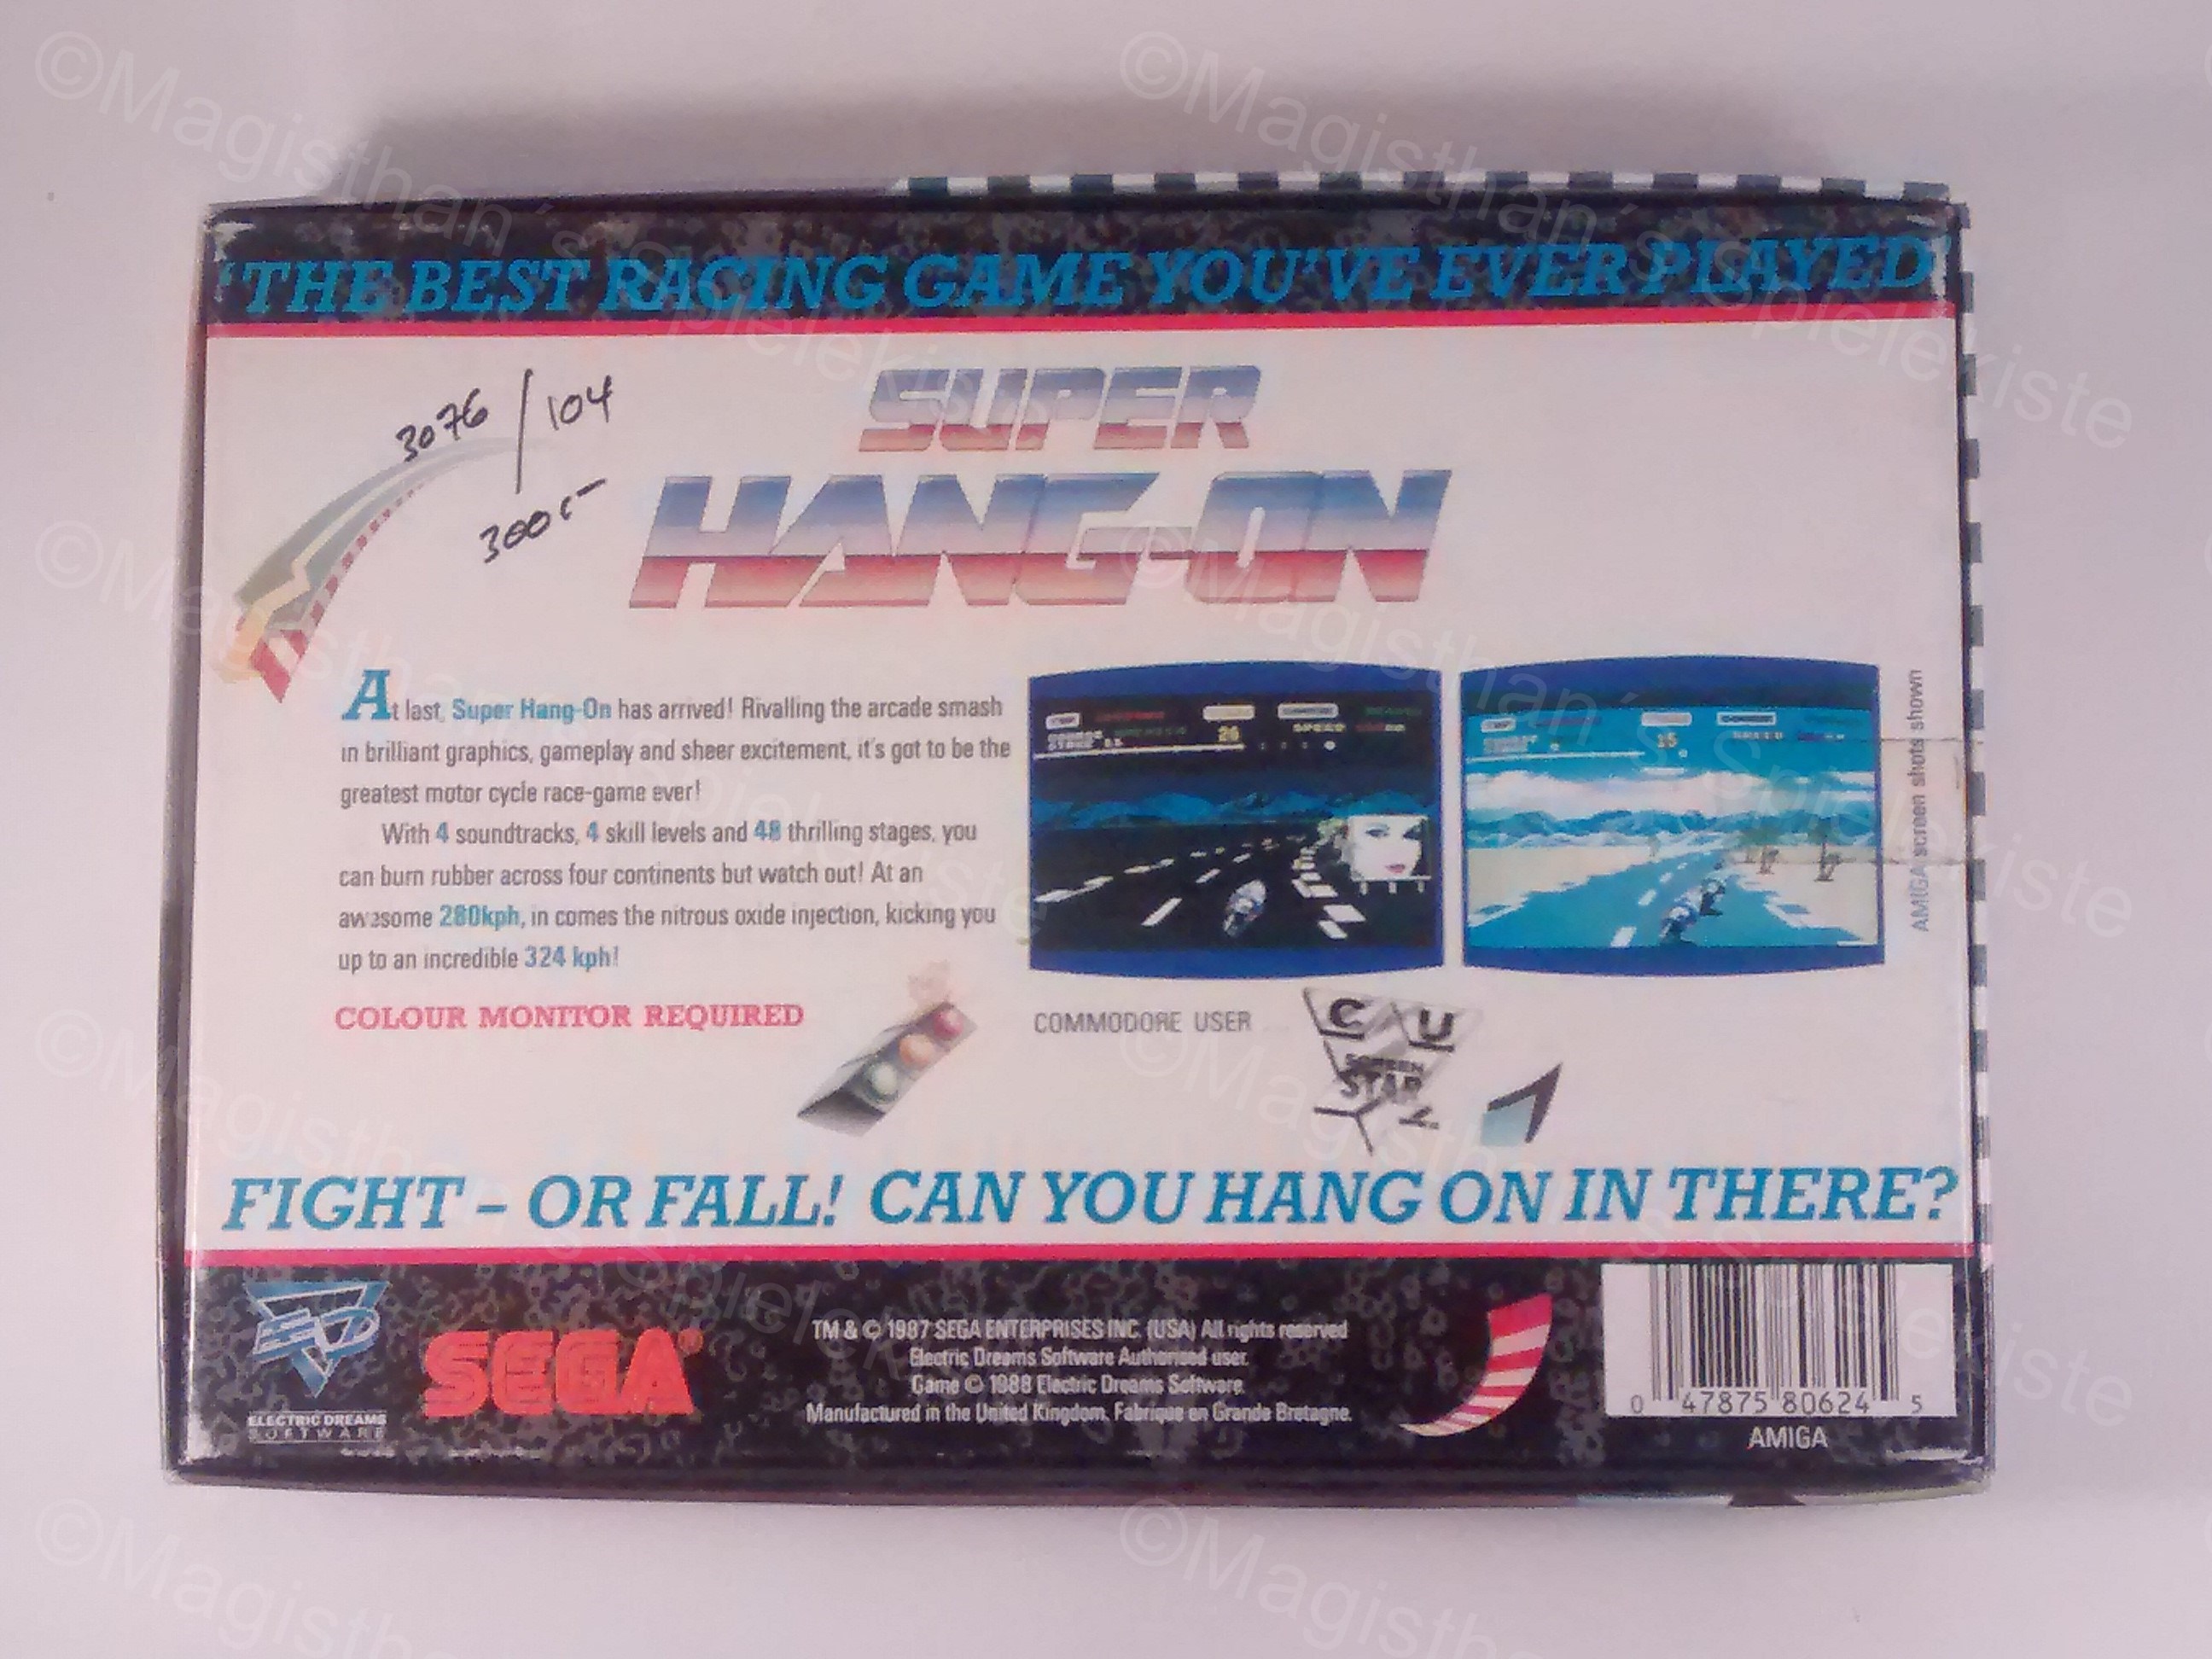 'THE BEST RACING GAME YOU'VE EVER PLAYED'
3076 / 104
300
SUPER
HANG-ON
At last, Super Hang-On has arrived! Rivalling the arcade smash
in brilliant graphics, gameplay and sheer excitement, it's got to be the
greatest motor cycle race-game ever!
With 4 soundtracks, 4 skill levels and 48 thrilling stages, you
can burn rubber across four continents but watch out! At an
awesome 280kph, in comes the nitrous oxide injection, kicking you
up to an incredible 324 kph!
COLOUR MONITOR REQUIRED
26
SPEED
15
SPEED
AMIGA screen shots shown
COMMODORE USER
C U
SCREEN
STAR
FIGHT – OR FALL! CAN YOU HANG ON IN THERE?
ELECTRIC DREAMS
SOFTWARE
SEGA®
TM & © 1987 SEGA ENTERPRISES INC. (USA) All rights reserved
Electric Dreams Software Authorised user.
Game © 1988 Electric Dreams Software.
Manufactured in the United Kingdom, Fabrique en Grande Bretagne.
0 47875 80624 5
AMIGA
©Magisthan´s Spielekiste